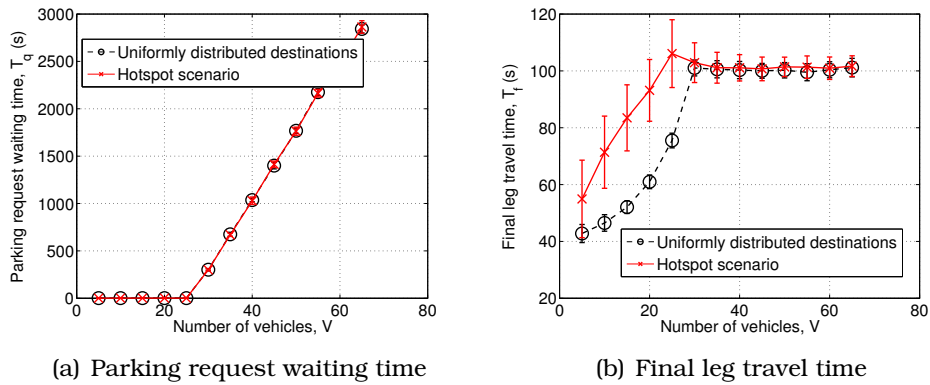 3000
2500
2000
1500
1000
500
0
Parking request waiting time, T_q (s)
Uniformly distributed destinations
Hotspot scenario
0 20 40 60 80
Number of vehicles, V
(a) Parking request waiting time
120
100
80
60
40
20
Final leg travel time, T_f (s)
Uniformly distributed destinations
Hotspot scenario
0 20 40 60 80
Number of vehicles, V
(b) Final leg travel time